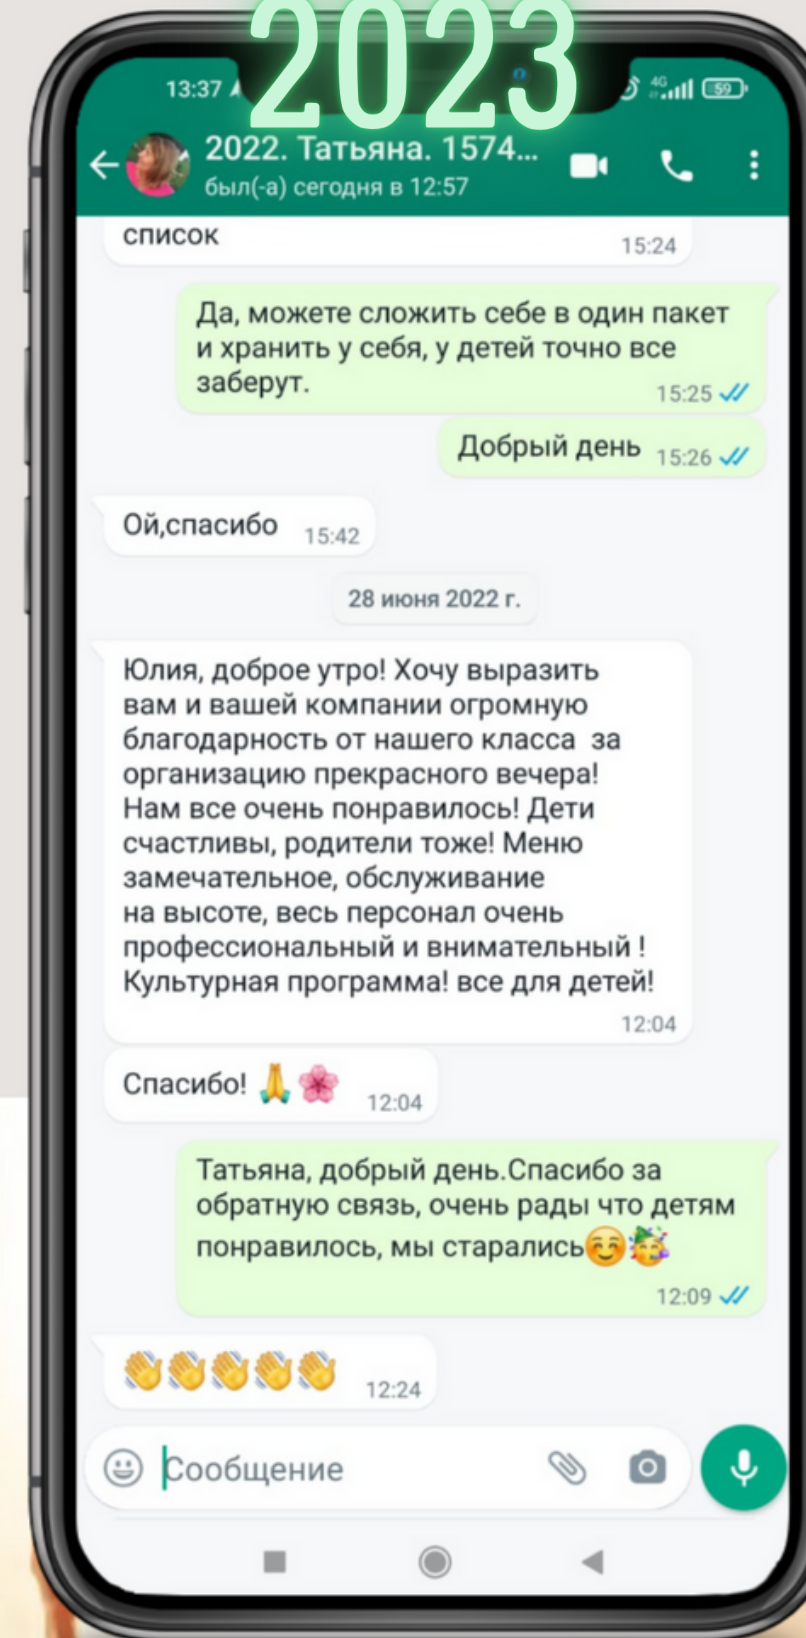 2023
13:37
4G
59
2022. Татьяна. 1574...
был(-а) сегодня в 12:57
список
15:24
Да, можете сложить себе в один пакет
и хранить у себя, у детей точно все
заберут.
15:25
Добрый день 15:26
Ой,спасибо 15:42
28 июня 2022 г.
Юлия, доброе утро! Хочу выразить
вам и вашей компании огромную
благодарность от нашего класса за
организацию прекрасного вечера!
Нам все очень понравилось! Дети
счастливы, родители тоже! Меню
замечательное, обслуживание
на высоте, весь персонал очень
профессиональный и внимательный !
Культурная программа! все для детей!
12:04
Спасибо! 🙏🌸 12:04
Татьяна, добрый день.Спасибо за
обратную связь, очень рады что детям
понравилось, мы старались☺️🥳
12:09
👏👏👏👏👏 12:24
Сообщение